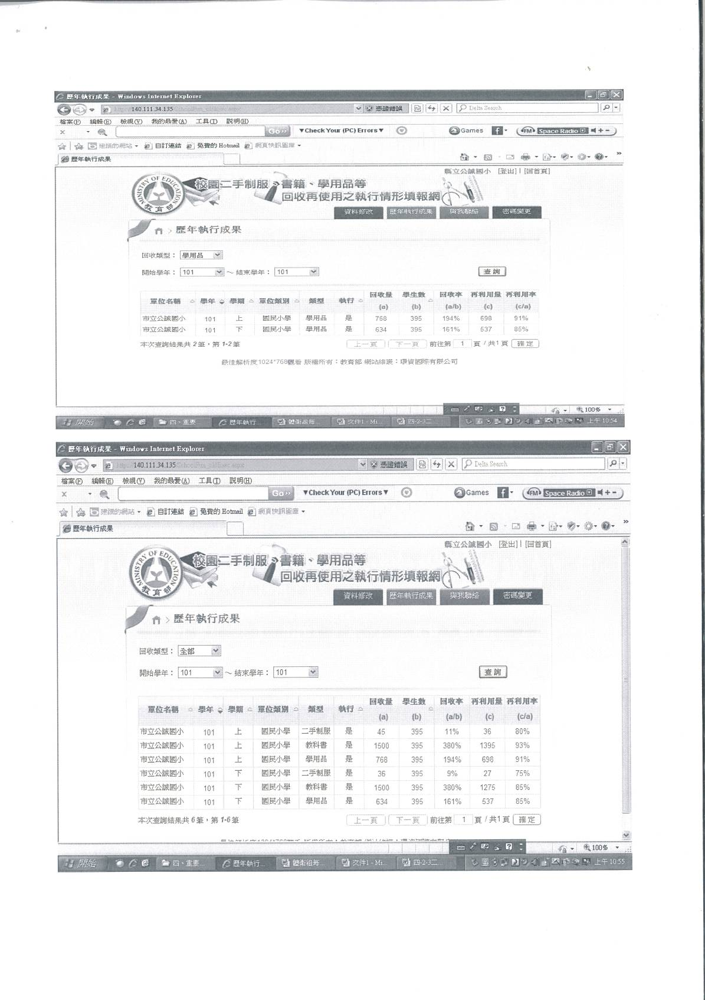 歷年執行成果 - Windows Internet Explorer
140.111.34.135 憑證錯誤 Delta Search
檔案(F) 編輯(E) 檢視(V) 我的最愛(A) 工具(T) 說明(H)
x Go>> ▼Check Your (PC) Errors▼ Games FM Space Radio
建議的網站 自訂連結 免費的 Hotmail 網頁快訊圖庫
歷年執行成果
縣立公誠國小 [登出] | [回首頁]
MINISTRY OF EDUCATION 教育部
校園二手制服、書籍、學用品等
回收再使用之執行情形填報網
資料修改 歷年執行成果 與我聯絡 密碼變更
> 歷年執行成果
回收類型： 學用品
開始學年： 101 ～ 結束學年： 101 查詢
單位名稱 學年 學期 單位類別 類型 執行 回收量 (a) 學生數 (b) 回收率 (a/b) 再利用量 (c) 再利用率 (c/a)
市立公誠國小 101 上 國民小學 學用品 是 768 395 194% 698 91%
市立公誠國小 101 下 國民小學 學用品 是 634 395 161% 537 85%
本次查詢結果共 2 筆，第 1-2 筆 上一頁 下一頁 前往第 1 頁 / 共1 頁 確定
最佳解析度1024*768觀看 版權所有：教育部 網站維護：環資國際有限公司
100%
開始 四、重要 歷年執行... 體衛組每... 文件1 - Mi... 四-2-3二... 上午 10:54
歷年執行成果 - Windows Internet Explorer
140.111.34.135 憑證錯誤 Delta Search
檔案(F) 編輯(E) 檢視(V) 我的最愛(A) 工具(T) 說明(H)
x Go>> ▼Check Your (PC) Errors▼ Games FM Space Radio
建議的網站 自訂連結 免費的 Hotmail 網頁快訊圖庫
歷年執行成果
縣立公誠國小 [登出] | [回首頁]
MINISTRY OF EDUCATION 教育部
校園二手制服、書籍、學用品等
回收再使用之執行情形填報網
資料修改 歷年執行成果 與我聯絡 密碼變更
> 歷年執行成果
回收類型： 全部
開始學年： 101 ～ 結束學年： 101 查詢
單位名稱 學年 學期 單位類別 類型 執行 回收量 (a) 學生數 (b) 回收率 (a/b) 再利用量 (c) 再利用率 (c/a)
市立公誠國小 101 上 國民小學 二手制服 是 45 395 11% 36 80%
市立公誠國小 101 上 國民小學 教科書 是 1500 395 380% 1395 93%
市立公誠國小 101 上 國民小學 學用品 是 768 395 194% 698 91%
市立公誠國小 101 下 國民小學 二手制服 是 36 395 9% 27 75%
市立公誠國小 101 下 國民小學 教科書 是 1500 395 380% 1275 85%
市立公誠國小 101 下 國民小學 學用品 是 634 395 161% 537 85%
本次查詢結果共 6 筆，第 1-6 筆 上一頁 下一頁 前往第 1 頁 / 共1 頁 確定
100%
開始 四、重要... 歷年執行... 體衛組每... 文件1 - Mi... 四-2-3二... 上午 10:55